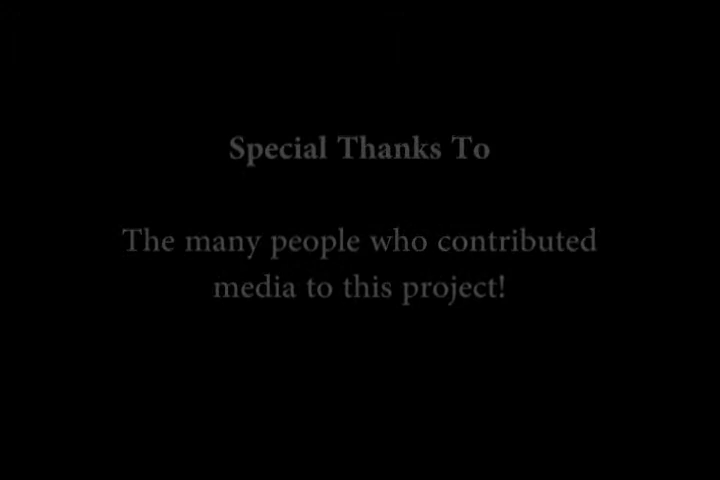 Special Thanks To
The many people who contributed
media to this project!